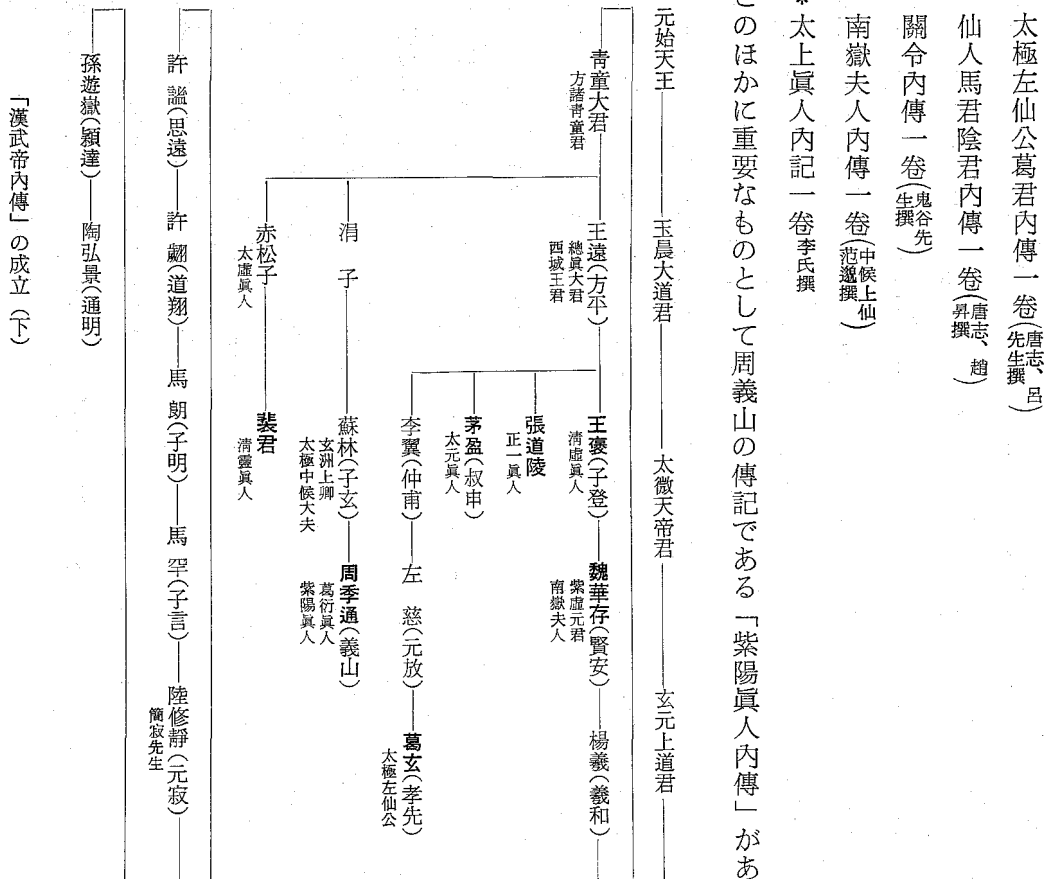 太極左仙公葛君內傳一卷(唐志、呂先生撰)
仙人馬君陰君內傳一卷(唐志、趙昇撰)
關令內傳一卷(鬼谷先生撰)
南嶽夫人內傳一卷(中候上仙范邈撰)
*太上眞人內記一卷李氏撰
このほかに重要なものとして周義山の傳記である「紫陽眞人內傳」があ
元始天王――玉晨大道君――太微天帝君――玄元上道君――
靑童大君
方諸靑童君
王遠(方平)
總眞大君
西城王君
王褒(子登)
淸虛眞人
魏華存(賢安)――楊羲(羲和)
紫虛元君
南嶽夫人
張道陵
正一眞人
茅盈(叔申)
太元眞人
李翼(仲甫)――左慈(元放)――葛玄(孝先)
太極左仙公
涓子
蘇林(子玄)
玄洲上卿
太極中候大夫
周季通(義山)
葛衍眞人
紫陽眞人
赤松子
太虛眞人
裴君
淸靈眞人
許謐(思遠)――許翽(道翔)――馬朗(子明)――馬罕(子言)――陸修靜(元寂)
簡寂先生
孫遊嶽(穎達)――陶弘景(通明)
「漢武帝內傳」の成立(下)